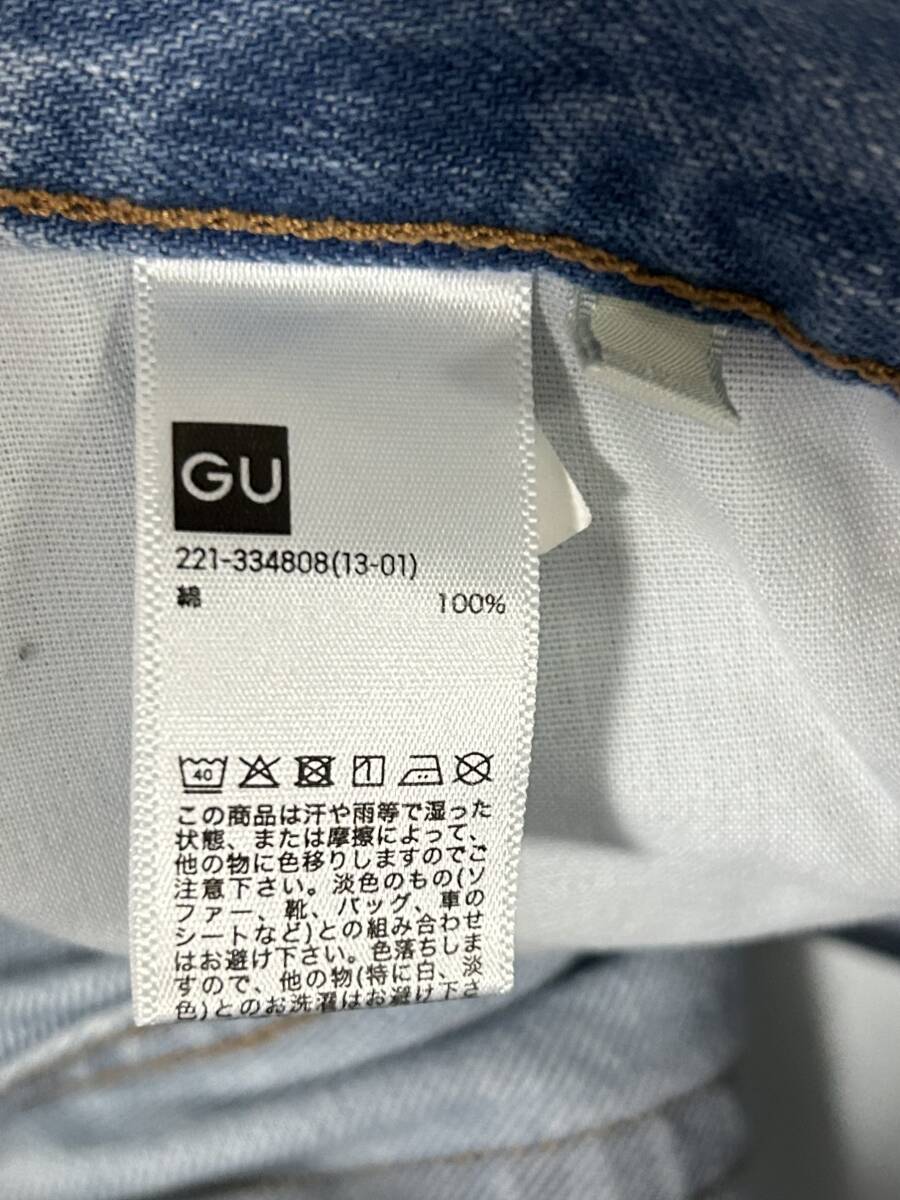 GU
221-334808(13-01)
綿 100%
40
この商品は汗や雨等で湿った
状態、または摩擦によって、
他の物に色移りしますのでご
注意下さい。淡色のもの(ソ
ファー、靴、バッグ、車の
シートなど)との組み合わせ
はお避け下さい。色落ちしま
すので、他の物(特に白、淡
色)とのお洗濯はお避け下さ